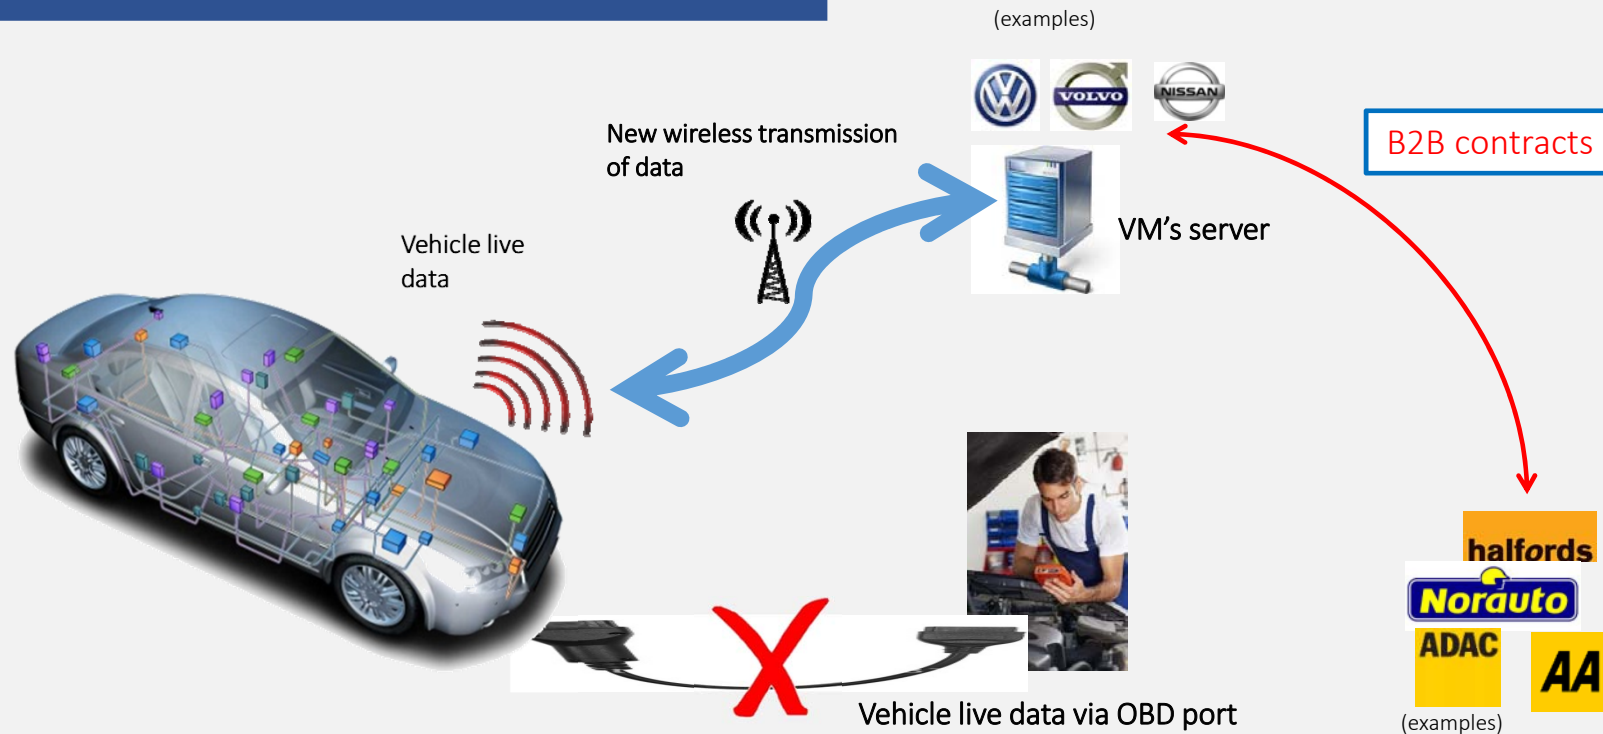 (examples)
VOLVO
NISSAN
B2B contracts
New wireless transmission
of data
VM's server
Vehicle live
data
halfords
Norauto
ADAC
AA
Vehicle live data via OBD port
(examples)